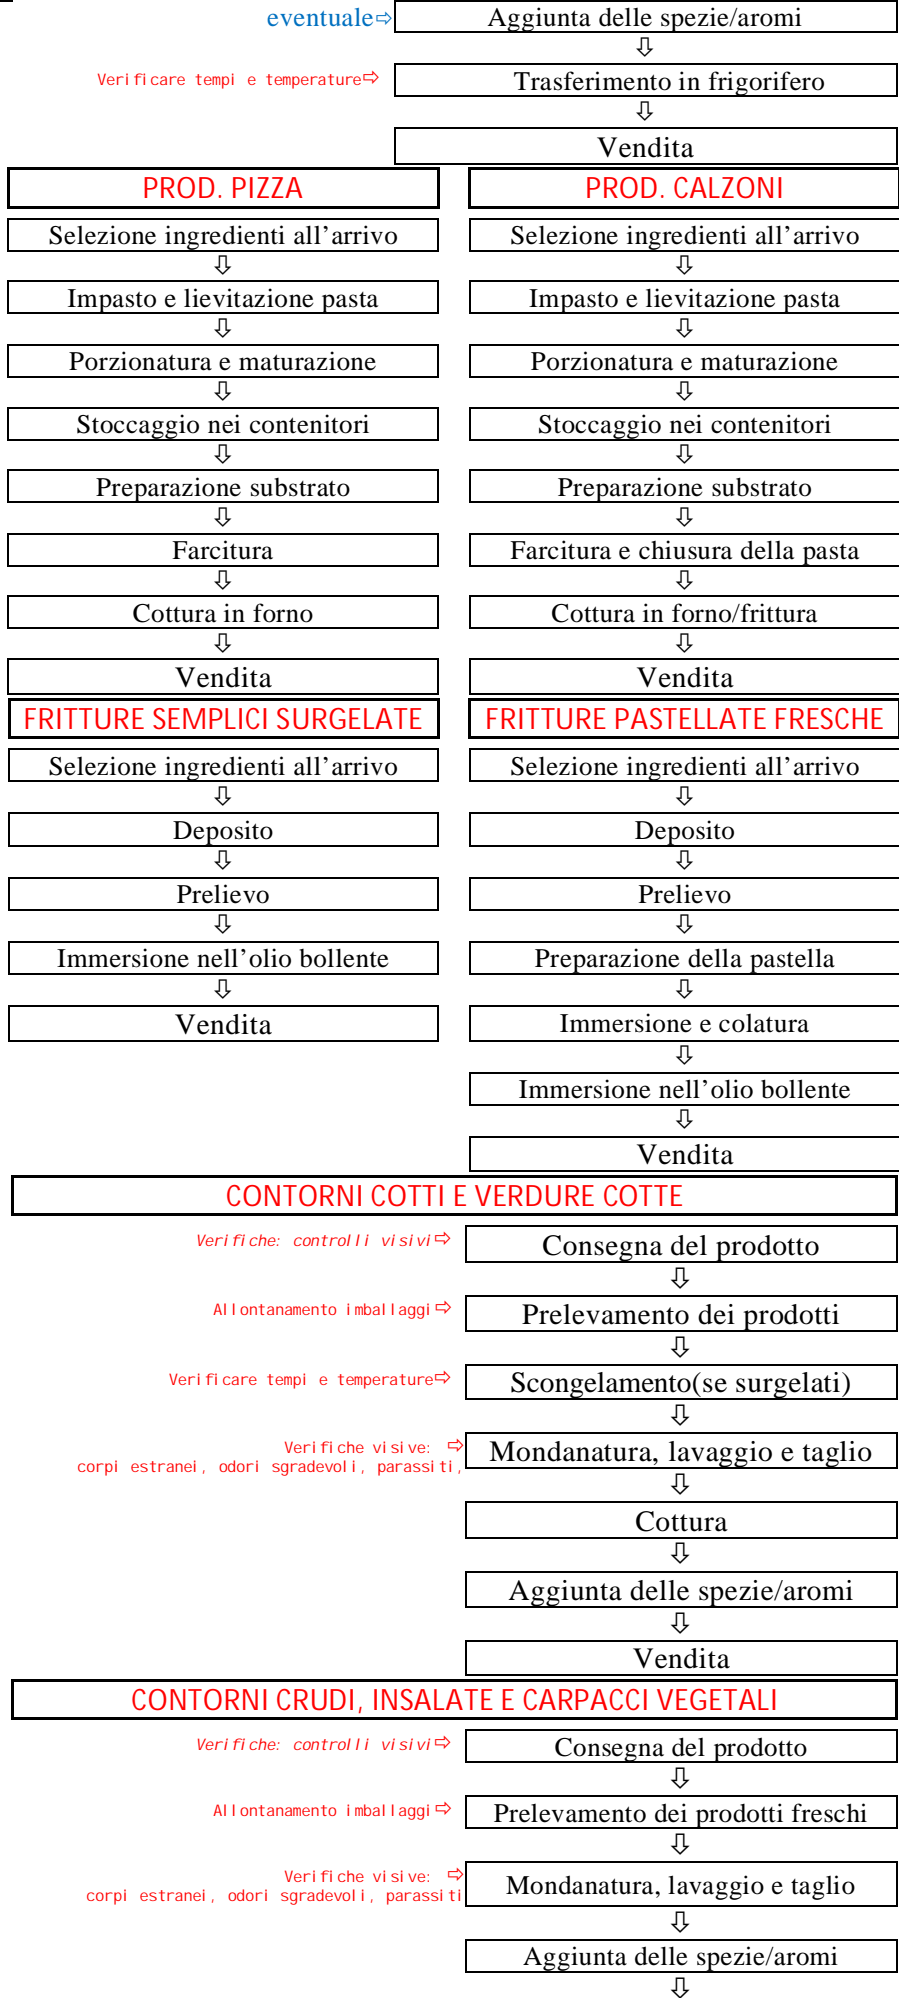 eventuale⇨ Aggiunta delle spezie/aromi
⇩
Verificare tempi e temperature⇨ Trasferimento in frigorifero
⇩
Vendita
PROD. PIZZA
Selezione ingredienti all’arrivo
⇩
Impasto e lievitazione pasta
⇩
Porzionatura e maturazione
⇩
Stoccaggio nei contenitori
⇩
Preparazione substrato
⇩
Farcitura
⇩
Cottura in forno
⇩
Vendita
PROD. CALZONI
Selezione ingredienti all’arrivo
⇩
Impasto e lievitazione pasta
⇩
Porzionatura e maturazione
⇩
Stoccaggio nei contenitori
⇩
Preparazione substrato
⇩
Farcitura e chiusura della pasta
⇩
Cottura in forno/frittura
⇩
Vendita
FRITTURE SEMPLICI SURGELATE
Selezione ingredienti all’arrivo
⇩
Deposito
⇩
Prelievo
⇩
Immersione nell’olio bollente
⇩
Vendita
FRITTURE PASTELLATE FRESCHE
Selezione ingredienti all’arrivo
⇩
Deposito
⇩
Prelievo
⇩
Preparazione della pastella
⇩
Immersione e colatura
⇩
Immersione nell’olio bollente
⇩
Vendita
CONTORNI COTTI E VERDURE COTTE
Verifiche: controlli visivi⇨ Consegna del prodotto
⇩
Allontanamento imballaggi⇨ Prelevamento dei prodotti
⇩
Verificare tempi e temperature⇨ Scongelamento(se surgelati)
⇩
Verifiche visive: ⇨ Mondanatura, lavaggio e taglio
corpi estranei, odori sgradevoli, parassiti,
⇩
Cottura
⇩
Aggiunta delle spezie/aromi
⇩
Vendita
CONTORNI CRUDI, INSALATE E CARPACCI VEGETALI
Verifiche: controlli visivi⇨ Consegna del prodotto
⇩
Allontanamento imballaggi⇨ Prelevamento dei prodotti freschi
⇩
Verifiche visive: ⇨ Mondanatura, lavaggio e taglio
corpi estranei, odori sgradevoli, parassiti
⇩
Aggiunta delle spezie/aromi
⇩